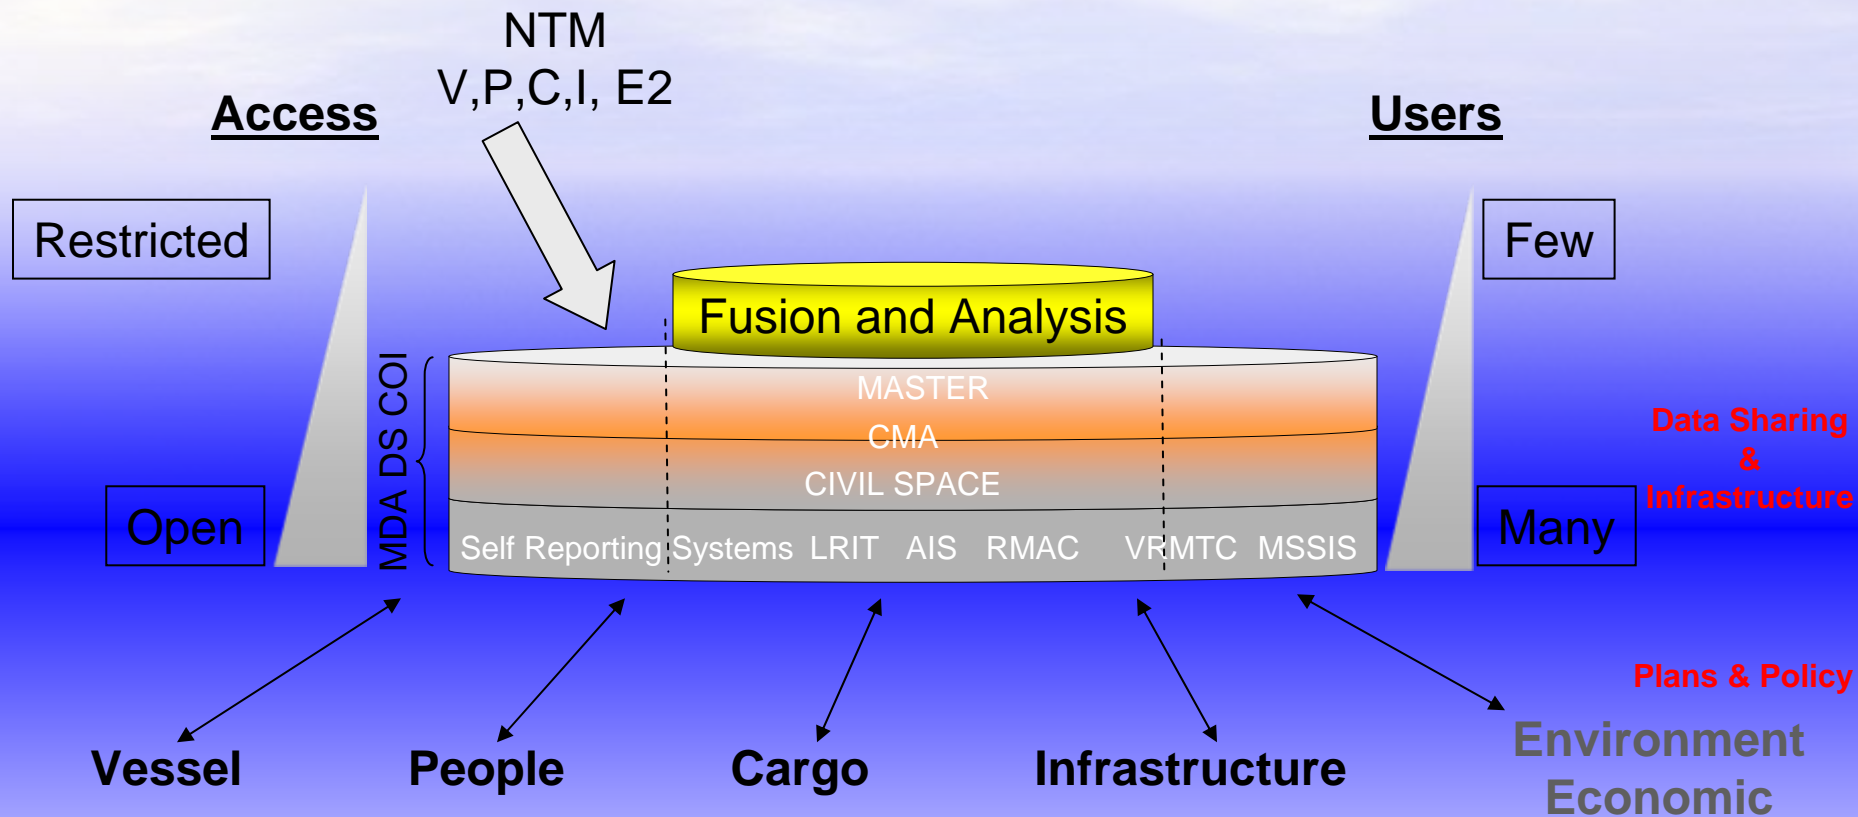 NTM
V,P,C,I, E2
Access
Users
Restricted
Few
Fusion and Analysis
MDA DS COI
MASTER
CMA
CIVIL SPACE
Data Sharing
&
Infrastructure
Open
Many
Self Reporting Systems LRIT AIS RMAC VRMTC MSSIS
Plans & Policy
Vessel
People
Cargo
Infrastructure
Environment
Economic